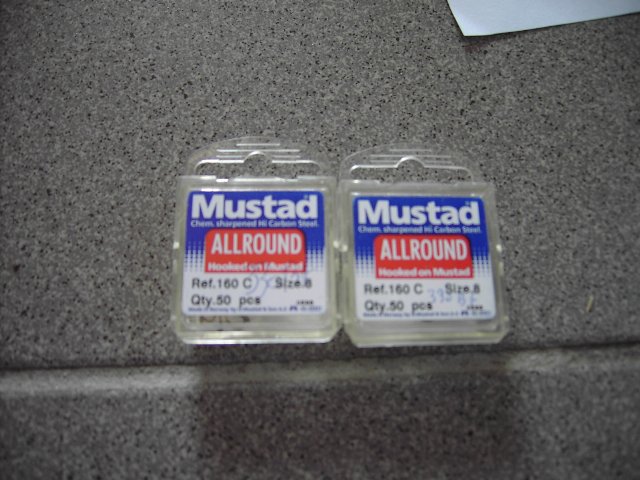 Mustad
Chem. sharpened Hi Carbon Steel.
ALLROUND
Hooked on Mustad
Ref.160 C Size.8
Qty.50 pcs
Mustad
Chem. sharpened Hi Carbon Steel.
ALLROUND
Hooked on Mustad
Ref.160 C Size.8
Qty.50 pcs